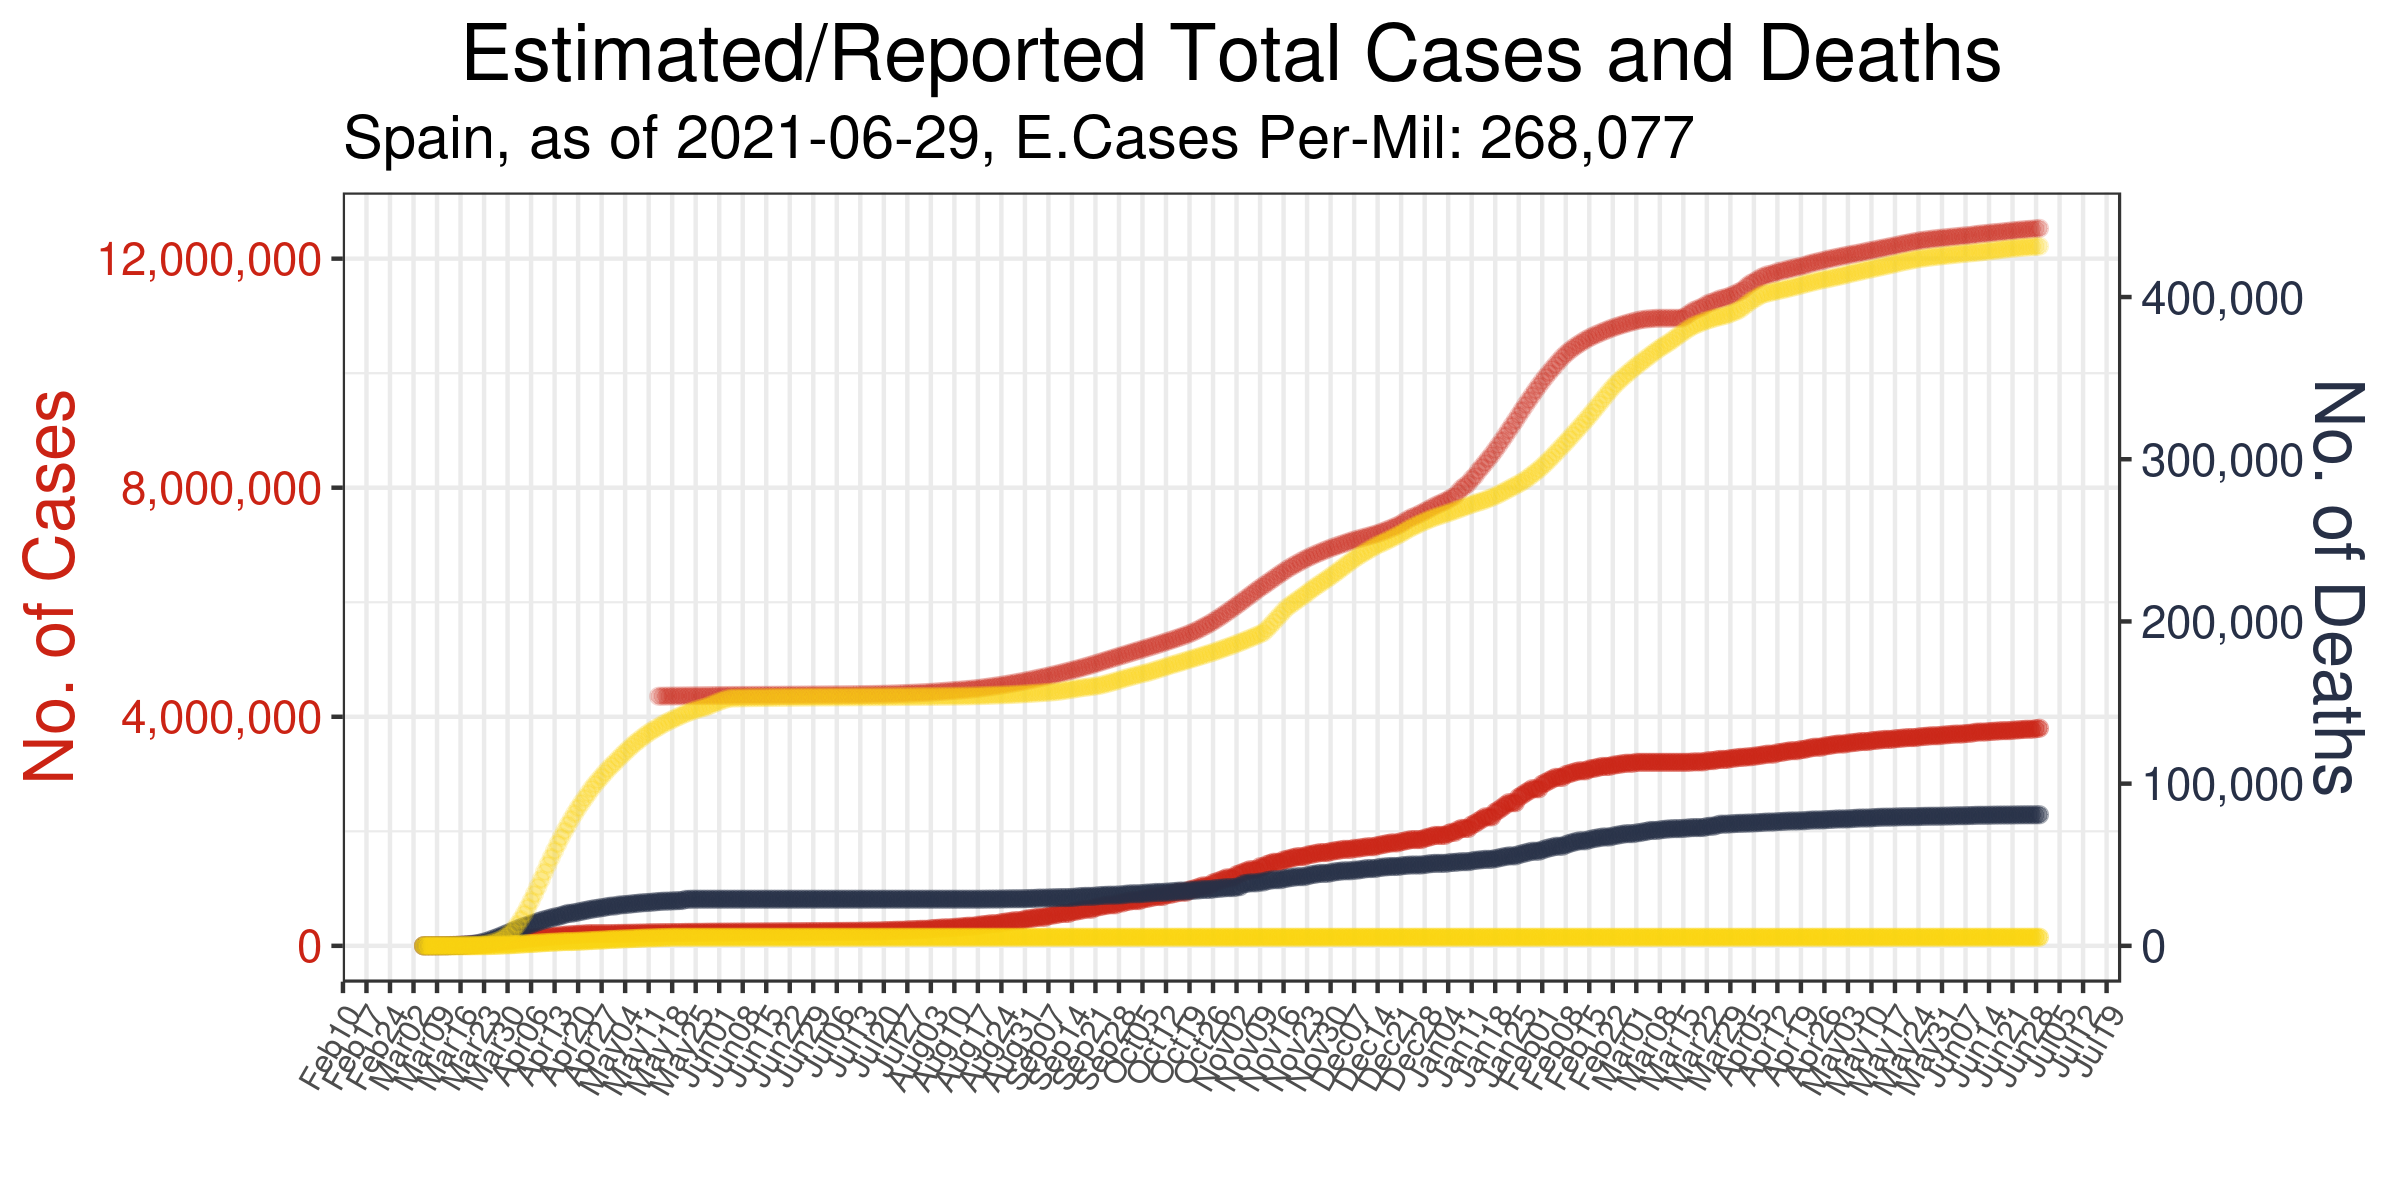 Estimated/Reported Total Cases and Deaths
Spain, as of 2021-06-29, E.Cases Per-Mil: 268,077
No. of Cases
12,000,000
8,000,000
4,000,000
0
No. of Deaths
400,000
300,000
200,000
100,000
0
Feb10
Feb17
Feb24
Mar02
Mar09
Mar16
Mar23
Mar30
Apr06
Apr13
Apr20
Apr27
May04
May11
May18
May25
Jun01
Jun08
Jun15
Jun22
Jun29
Jul06
Jul13
Jul20
Jul27
Aug03
Aug10
Aug17
Aug24
Aug31
Sep07
Sep14
Sep21
Sep28
Oct05
Oct12
Oct19
Oct26
Nov02
Nov09
Nov16
Nov23
Nov30
Dec07
Dec14
Dec21
Dec28
Jan04
Jan11
Jan18
Jan25
Feb01
Feb08
Feb15
Feb22
Mar01
Mar08
Mar15
Mar22
Mar29
Apr05
Apr12
Apr19
Apr26
May03
May10
May17
May24
May31
Jun07
Jun14
Jun21
Jun28
Jul05
Jul12
Jul19